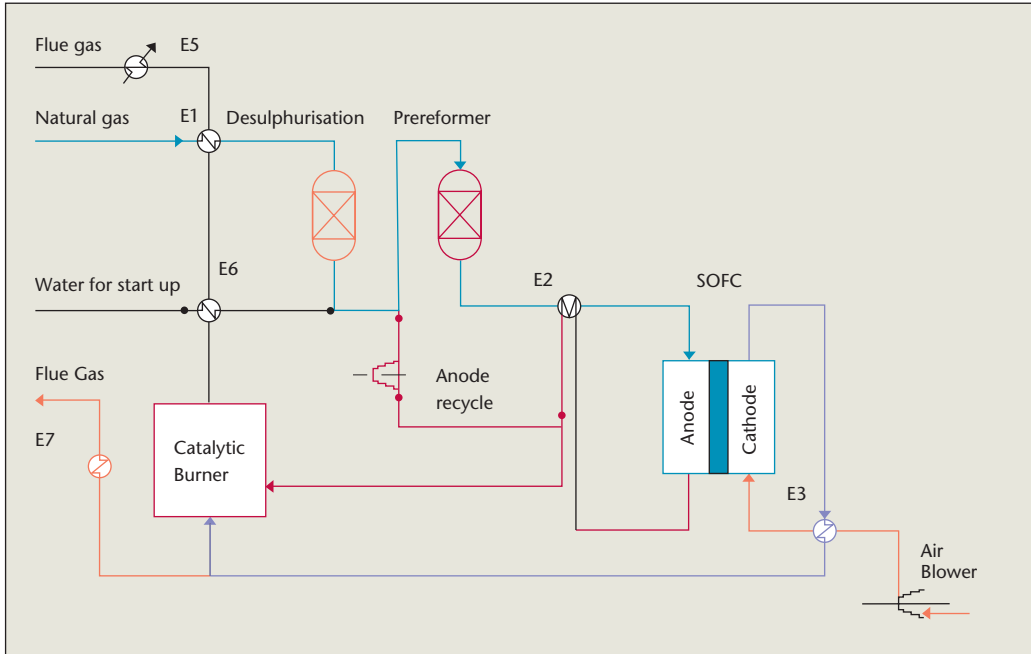 Flue gas
E5
Natural gas
E1
Desulphurisation
Prereformer
Water for start up
E6
E2
SOFC
Flue Gas
Anode
recycle
Anode
Cathode
E7
Catalytic
Burner
E3
Air
Blower